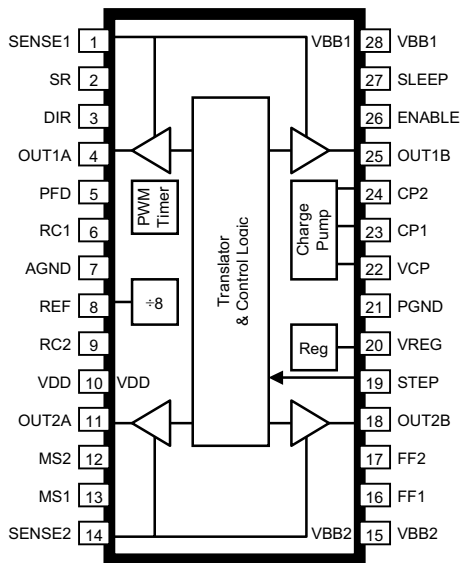 SENSE1 1 VBB1 28 VBB1
SR 2 27 SLEEP
DIR 3 26 ENABLE
OUT1A 4 25 OUT1B
PFD 5 PWM Timer 24 CP2
RC1 6 Charge Pump 23 CP1
AGND 7 Translator & Control Logic 22 VCP
REF 8 ÷8 21 PGND
RC2 9 Reg 20 VREG
VDD 10 VDD 19 STEP
OUT2A 11 18 OUT2B
MS2 12 17 FF2
MS1 13 16 FF1
SENSE2 14 VBB2 15 VBB2